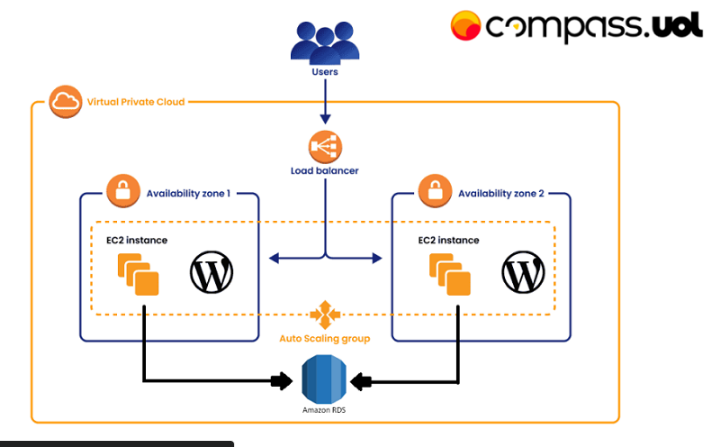 compass.uol
Users
Virtual Private Cloud
Load balancer
Availability zone 1
Availability zone 2
EC2 instance
EC2 instance
Auto Scaling group
Amazon RDS